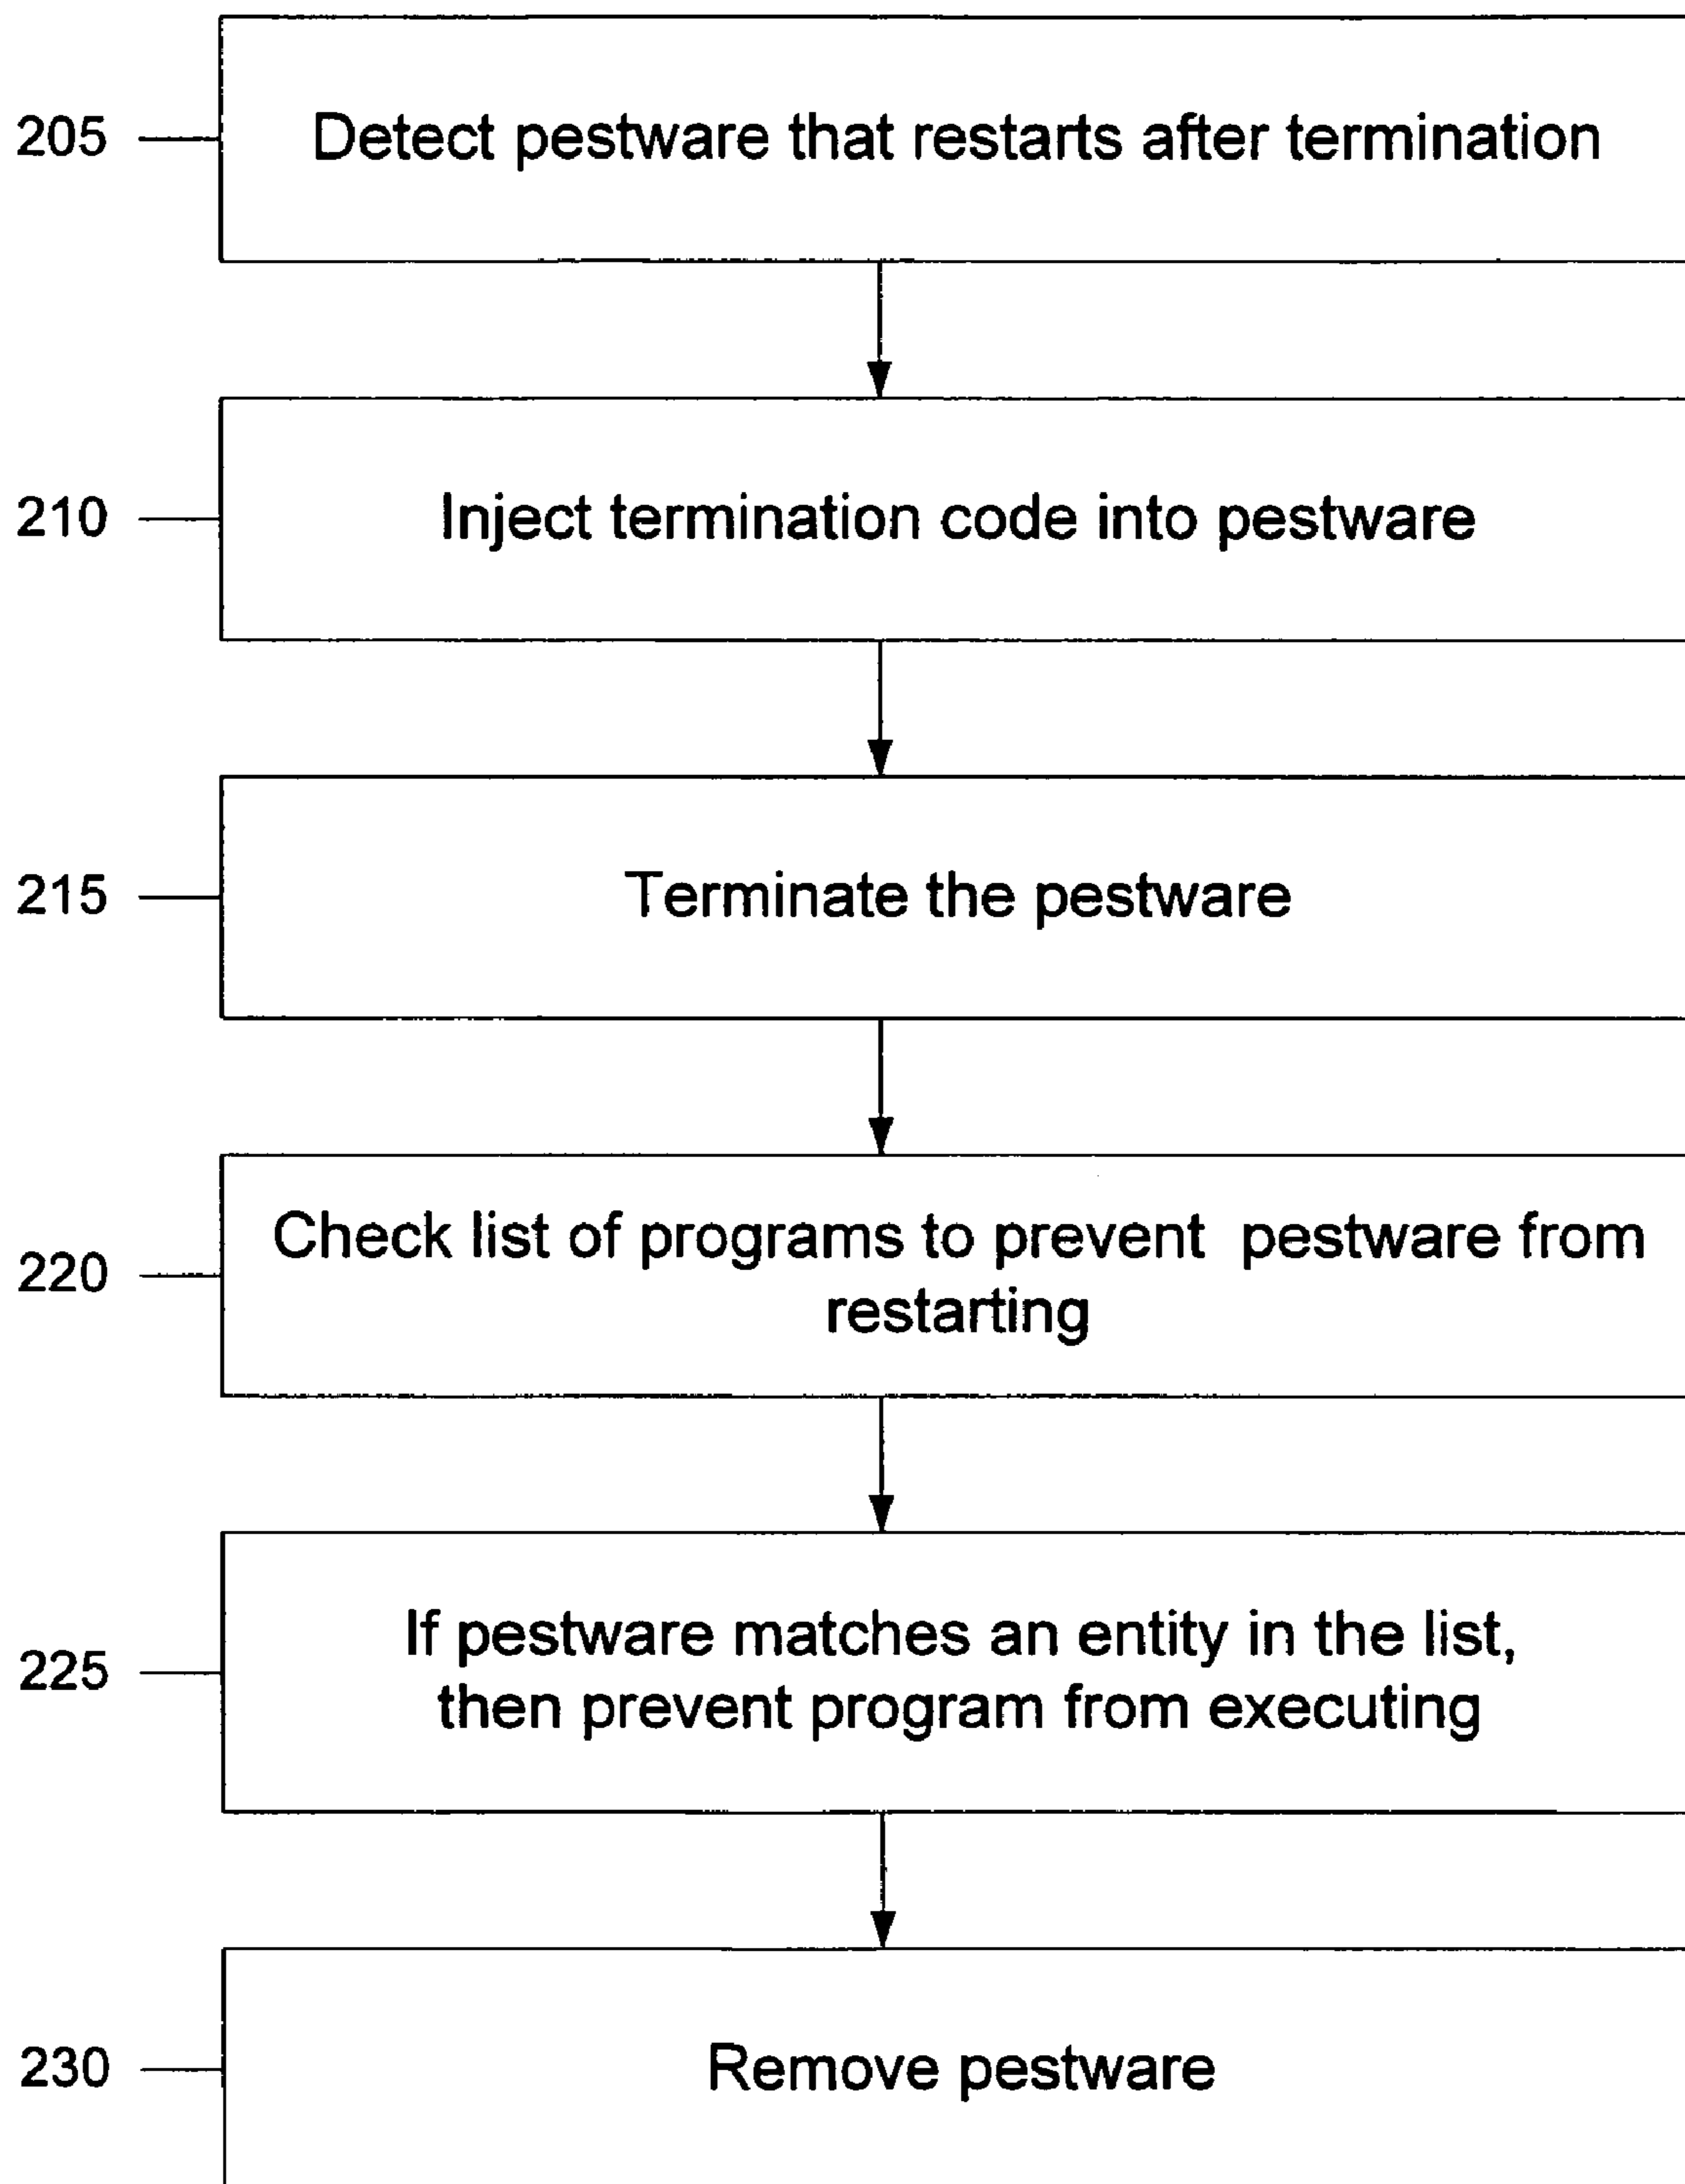 205
Detect pestware that restarts after termination
210
Inject termination code into pestware
215
Terminate the pestware
220
Check list of programs to prevent pestware from
restarting
225
If pestware matches an entity in the list,
then prevent program from executing
230
Remove pestware